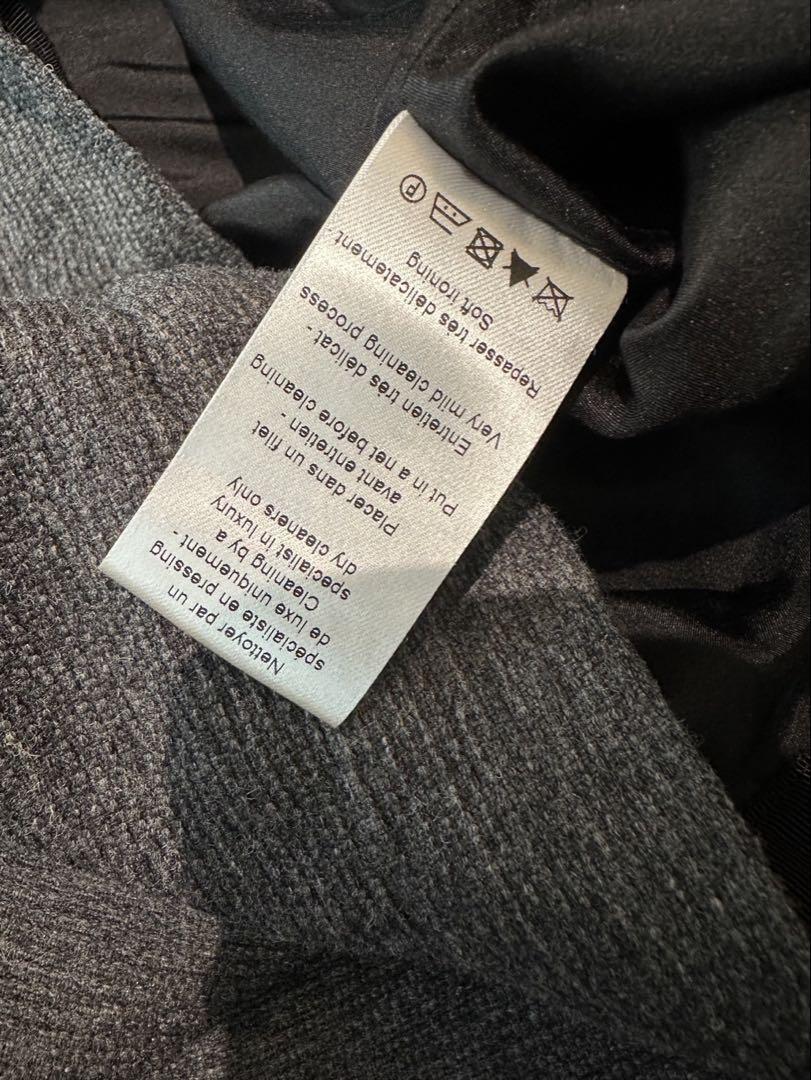 Nettoyer par un
spécialiste en pressing
de luxe uniquement -
Cleaning by a
specialist in luxury
dry cleaners only
Placer dans un filet
avant entretien -
Put in a net before cleaning
Entretien très délicat -
Very mild cleaning process
Repasser très délicatement
Soft ironing
P